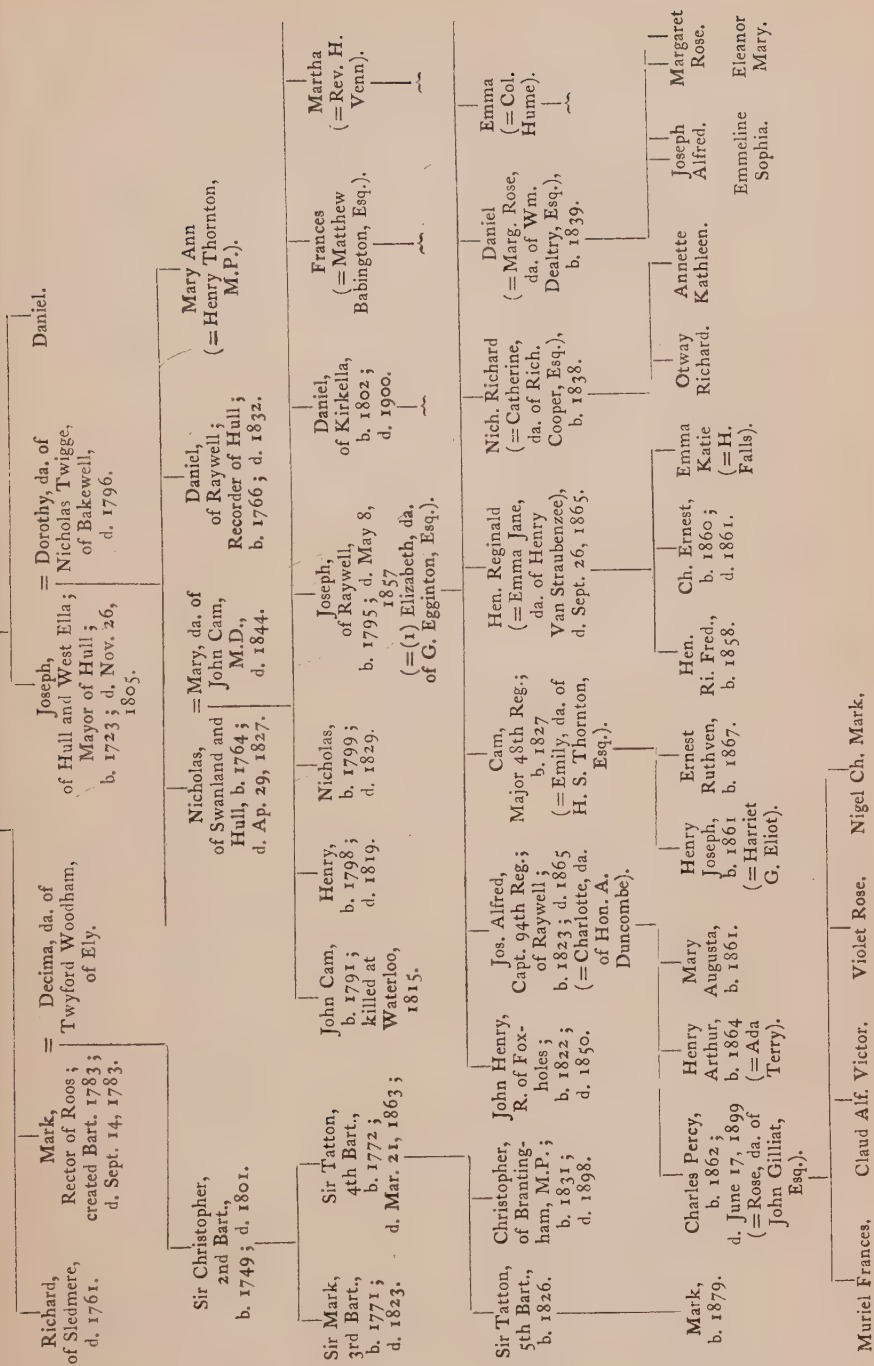 Richard,
of Sledmere,
d. 1761.
Mark,
Rector of Roos ;
created Bart. 1783 ;
d. Sept. 14, 1783.
= Decima, da. of
Twyford Woodham,
of Ely.
Joseph,
of Hull and West Ella ;
Mayor of Hull ;
b. 1723 ; d. Nov. 26,
1805.
= Dorothy, da. of
Nicholas Twigge,
of Bakewell,
d. 1796.
Daniel.
Sir Christopher,
2nd Bart.,
b. 1749 ; d. 1801.
Nicholas,
of Swanland and
Hull, b. 1764 ;
d. Ap. 29, 1827.
= Mary, da. of
John Cam,
M.D.,
d. 1844.
Daniel,
of Raywell ;
Recorder of Hull ;
b. 1766 ; d. 1832.
Mary Ann
(= Henry Thornton,
M.P.).
Sir Mark,
3rd Bart.,
b. 1771 ;
d. 1823.
Sir Tatton,
4th Bart.,
b. 1772 ;
d. Mar. 21, 1863 ;
John Cam,
b. 1791 ;
killed at
Waterloo,
1815.
Henry,
b. 1798 ;
d. 1819.
Nicholas,
b. 1799 ;
d. 1829.
Joseph,
of Raywell,
b. 1795 ; d. May 8,
1857
(=(1) Elizabeth, da.
of G. Egginton, Esq.).
Daniel,
of Kirkella,
b. 1802 ;
d. 1900.
Frances
(= Matthew
Babington, Esq.).
Martha
(= Rev. H.
Venn).
Sir Tatton,
5th Bart.,
b. 1826.
Christopher,
of Branting-
ham, M.P. ;
b. 1831 ;
d. 1898.
John Henry,
R. of Fox-
holes ;
b. 1822 ;
d. 1850.
Jos. Alfred,
Capt. 94th Reg. ;
of Raywell ;
b. 1823 ; d. 1865
(= Charlotte, da.
of Hon. A.
Duncombe).
Cam,
Major 48th Reg. ;
b. 1827
(= Emily, da. of
H. S. Thornton,
Esq.).
Hen. Reginald
(= Emma Jane,
da. of Henry
Van Straubenzee),
d. Sept. 26, 1865.
Nich. Richard
(= Catherine,
da. of Rich.
Cooper, Esq.),
b. 1838.
Daniel
(= Marg. Rose,
da. of Wm.
Dealtry, Esq.),
b. 1839.
Emma
(= Col.
Hume).
Mark,
b. 1879.
Charles Percy,
b. 1862 ;
d. June 17, 1899
(= Rose, da. of
John Gilliat,
Esq.).
Henry
Arthur,
b. 1864
(= Ada
Terry).
Mary
Augusta,
b. 1861.
Henry
Joseph,
b. 1861
(= Harriet
G. Eliot).
Ernest
Ruthven,
b. 1867.
Hen.
Ri. Fred.,
b. 1858.
Ch. Ernest,
b. 1860 ;
d. 1861.
Emma
Katie
(= H.
Falls).
Otway
Richard.
Annette
Kathleen.
Joseph
Alfred.
Margaret
Rose.
Emmeline
Sophia.
Eleanor
Mary.
Muriel Frances,
Claud Alf. Victor,
Violet Rose,
Nigel Ch. Mark,